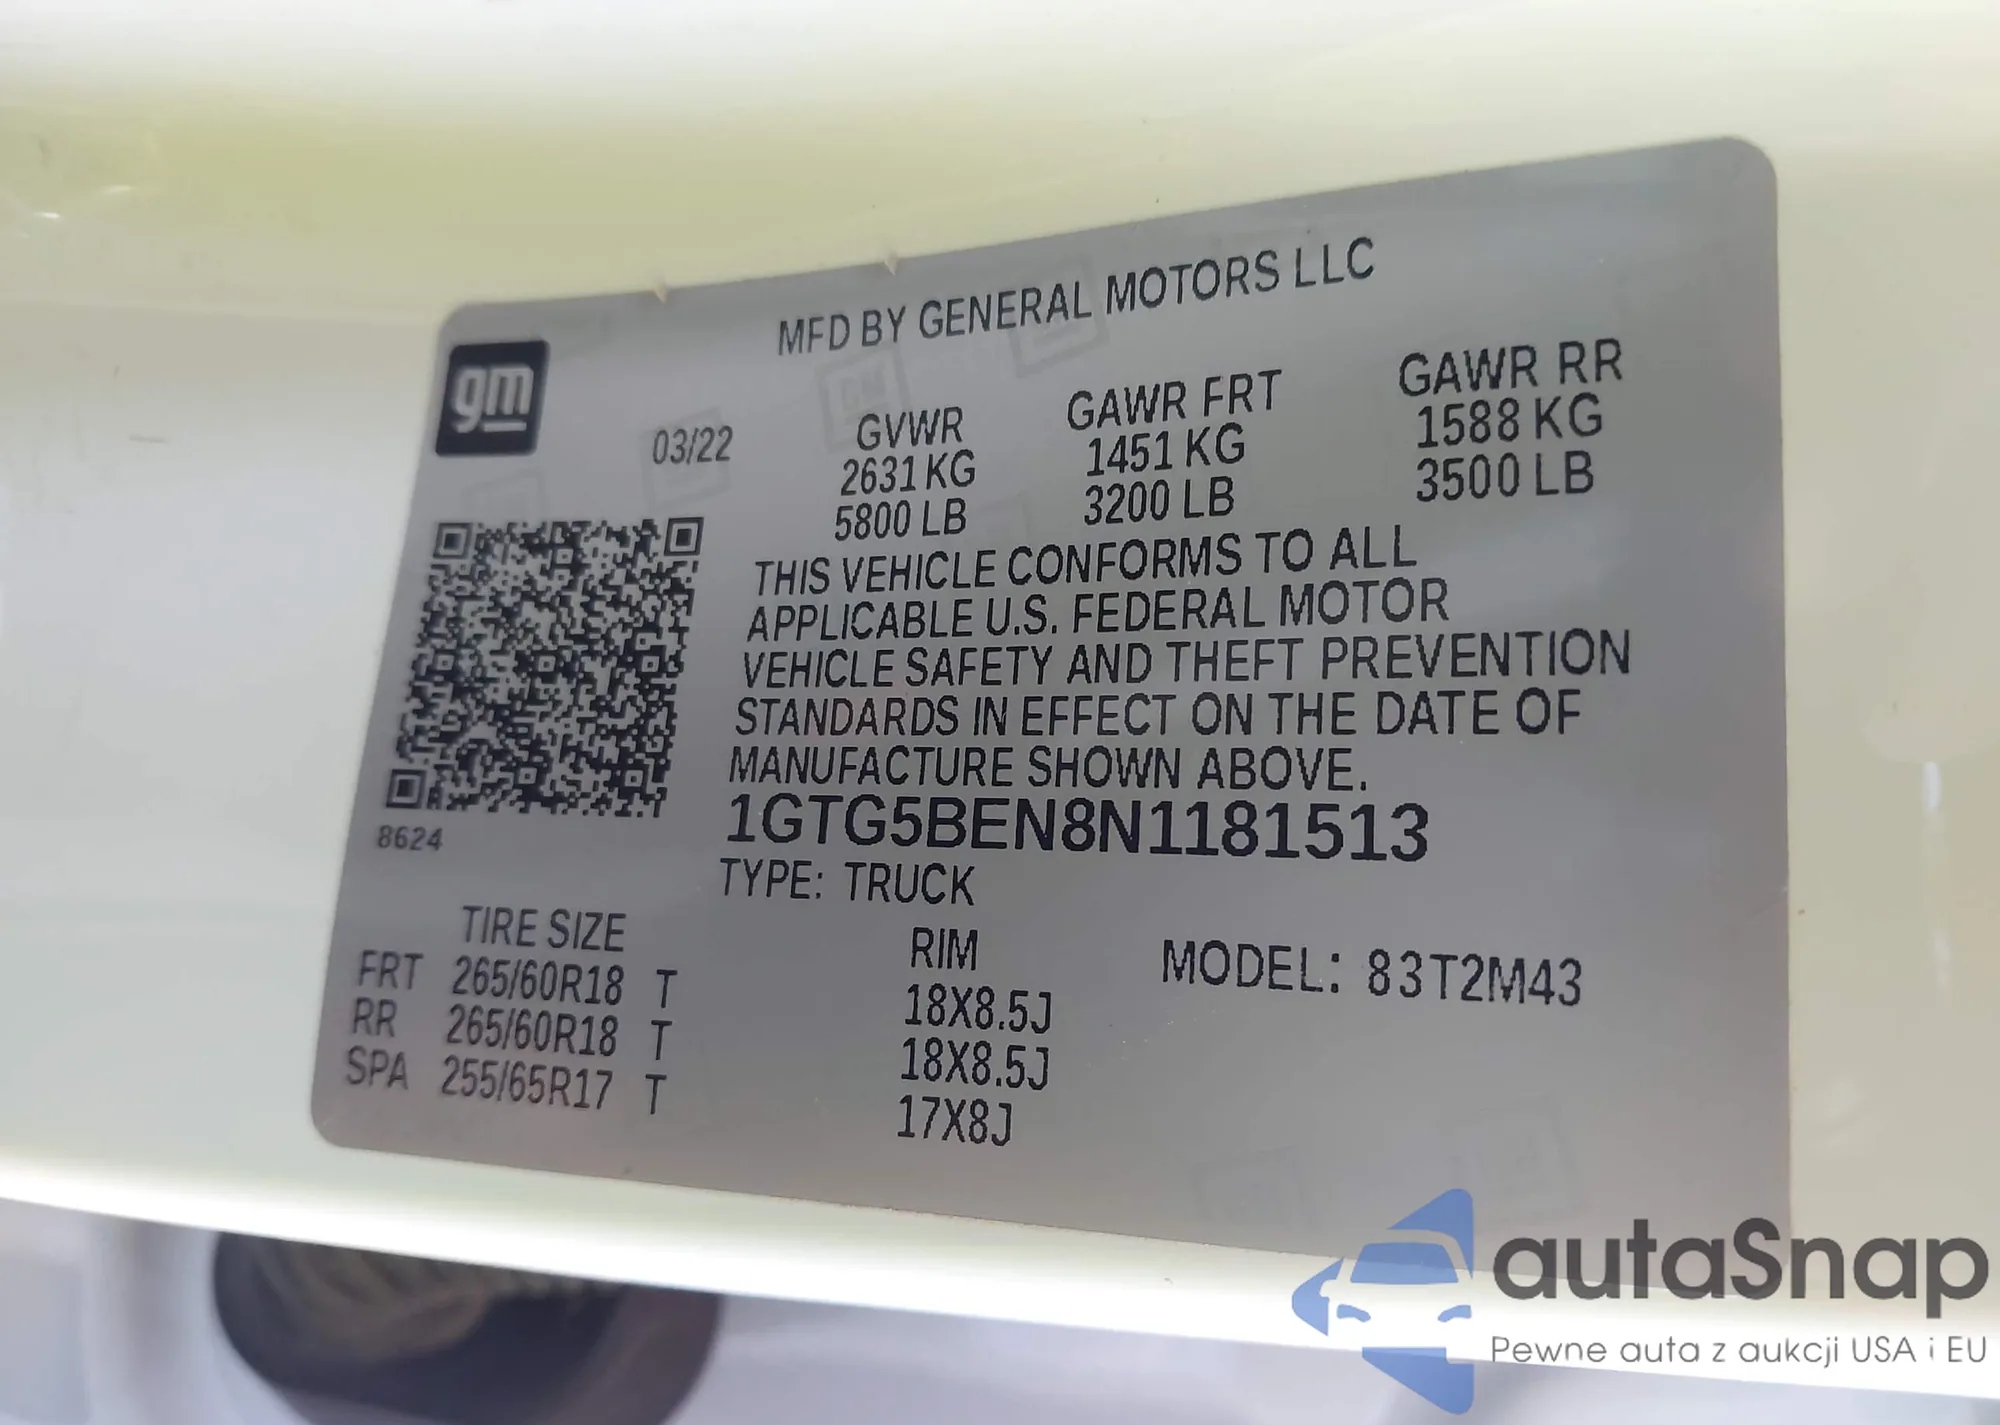 MFD BY GENERAL MOTORS LLC
gm
03/22
GVWR GAWR FRT GAWR RR
2631 KG 1451 KG 1588 KG
5800 LB 3200 LB 3500 LB
THIS VEHICLE CONFORMS TO ALL
APPLICABLE U.S. FEDERAL MOTOR
VEHICLE SAFETY AND THEFT PREVENTION
STANDARDS IN EFFECT ON THE DATE OF
MANUFACTURE SHOWN ABOVE.
1GTG5BEN8N1181513
8624
TYPE: TRUCK
TIRE SIZE RIM MODEL: 83T2M43
FRT 265/60R18 T 18X8.5J
RR 265/60R18 T 18X8.5J
SPA 255/65R17 T 17X8J
autaSnap
Pewne auta z aukcji USA i EU